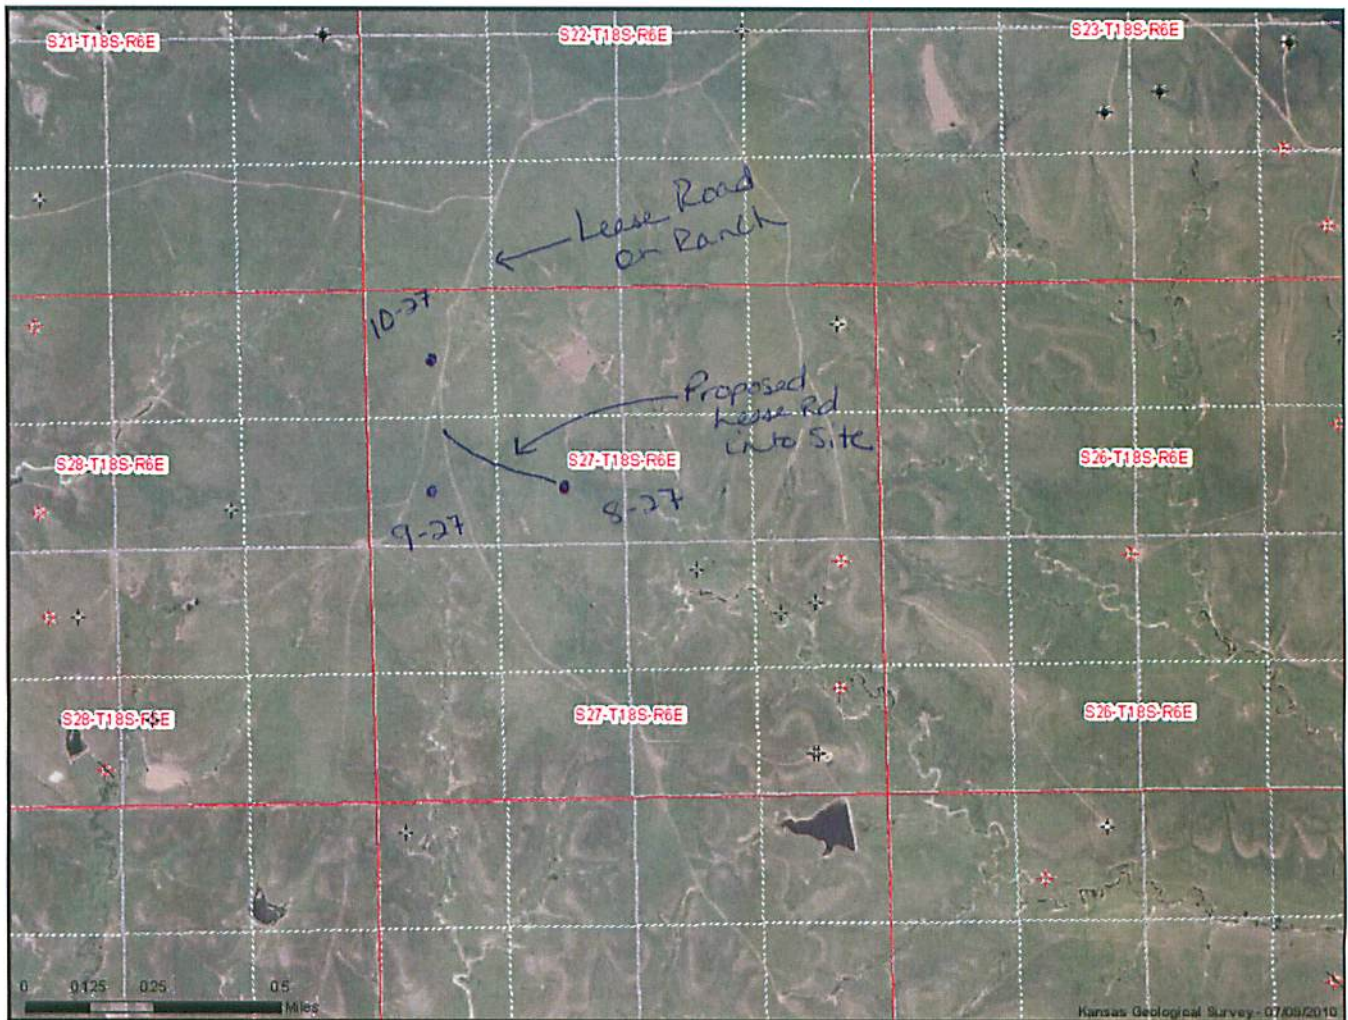 S21-T18S-R6E
S22-T18S-R6E
S23-T18S-R6E
Lease Road
on Ranch
10-27
Proposed
Lease Rd
into Site
S28-T18S-R6E
S27-T18S-R6E
S26-T18S-R6E
8-27
9-27
S28-T18S-R6E
S27-T18S-R6E
S26-T18S-R6E
0 0.125 0.25 0.5
Miles
Kansas Geological Survey - 07/09/2010